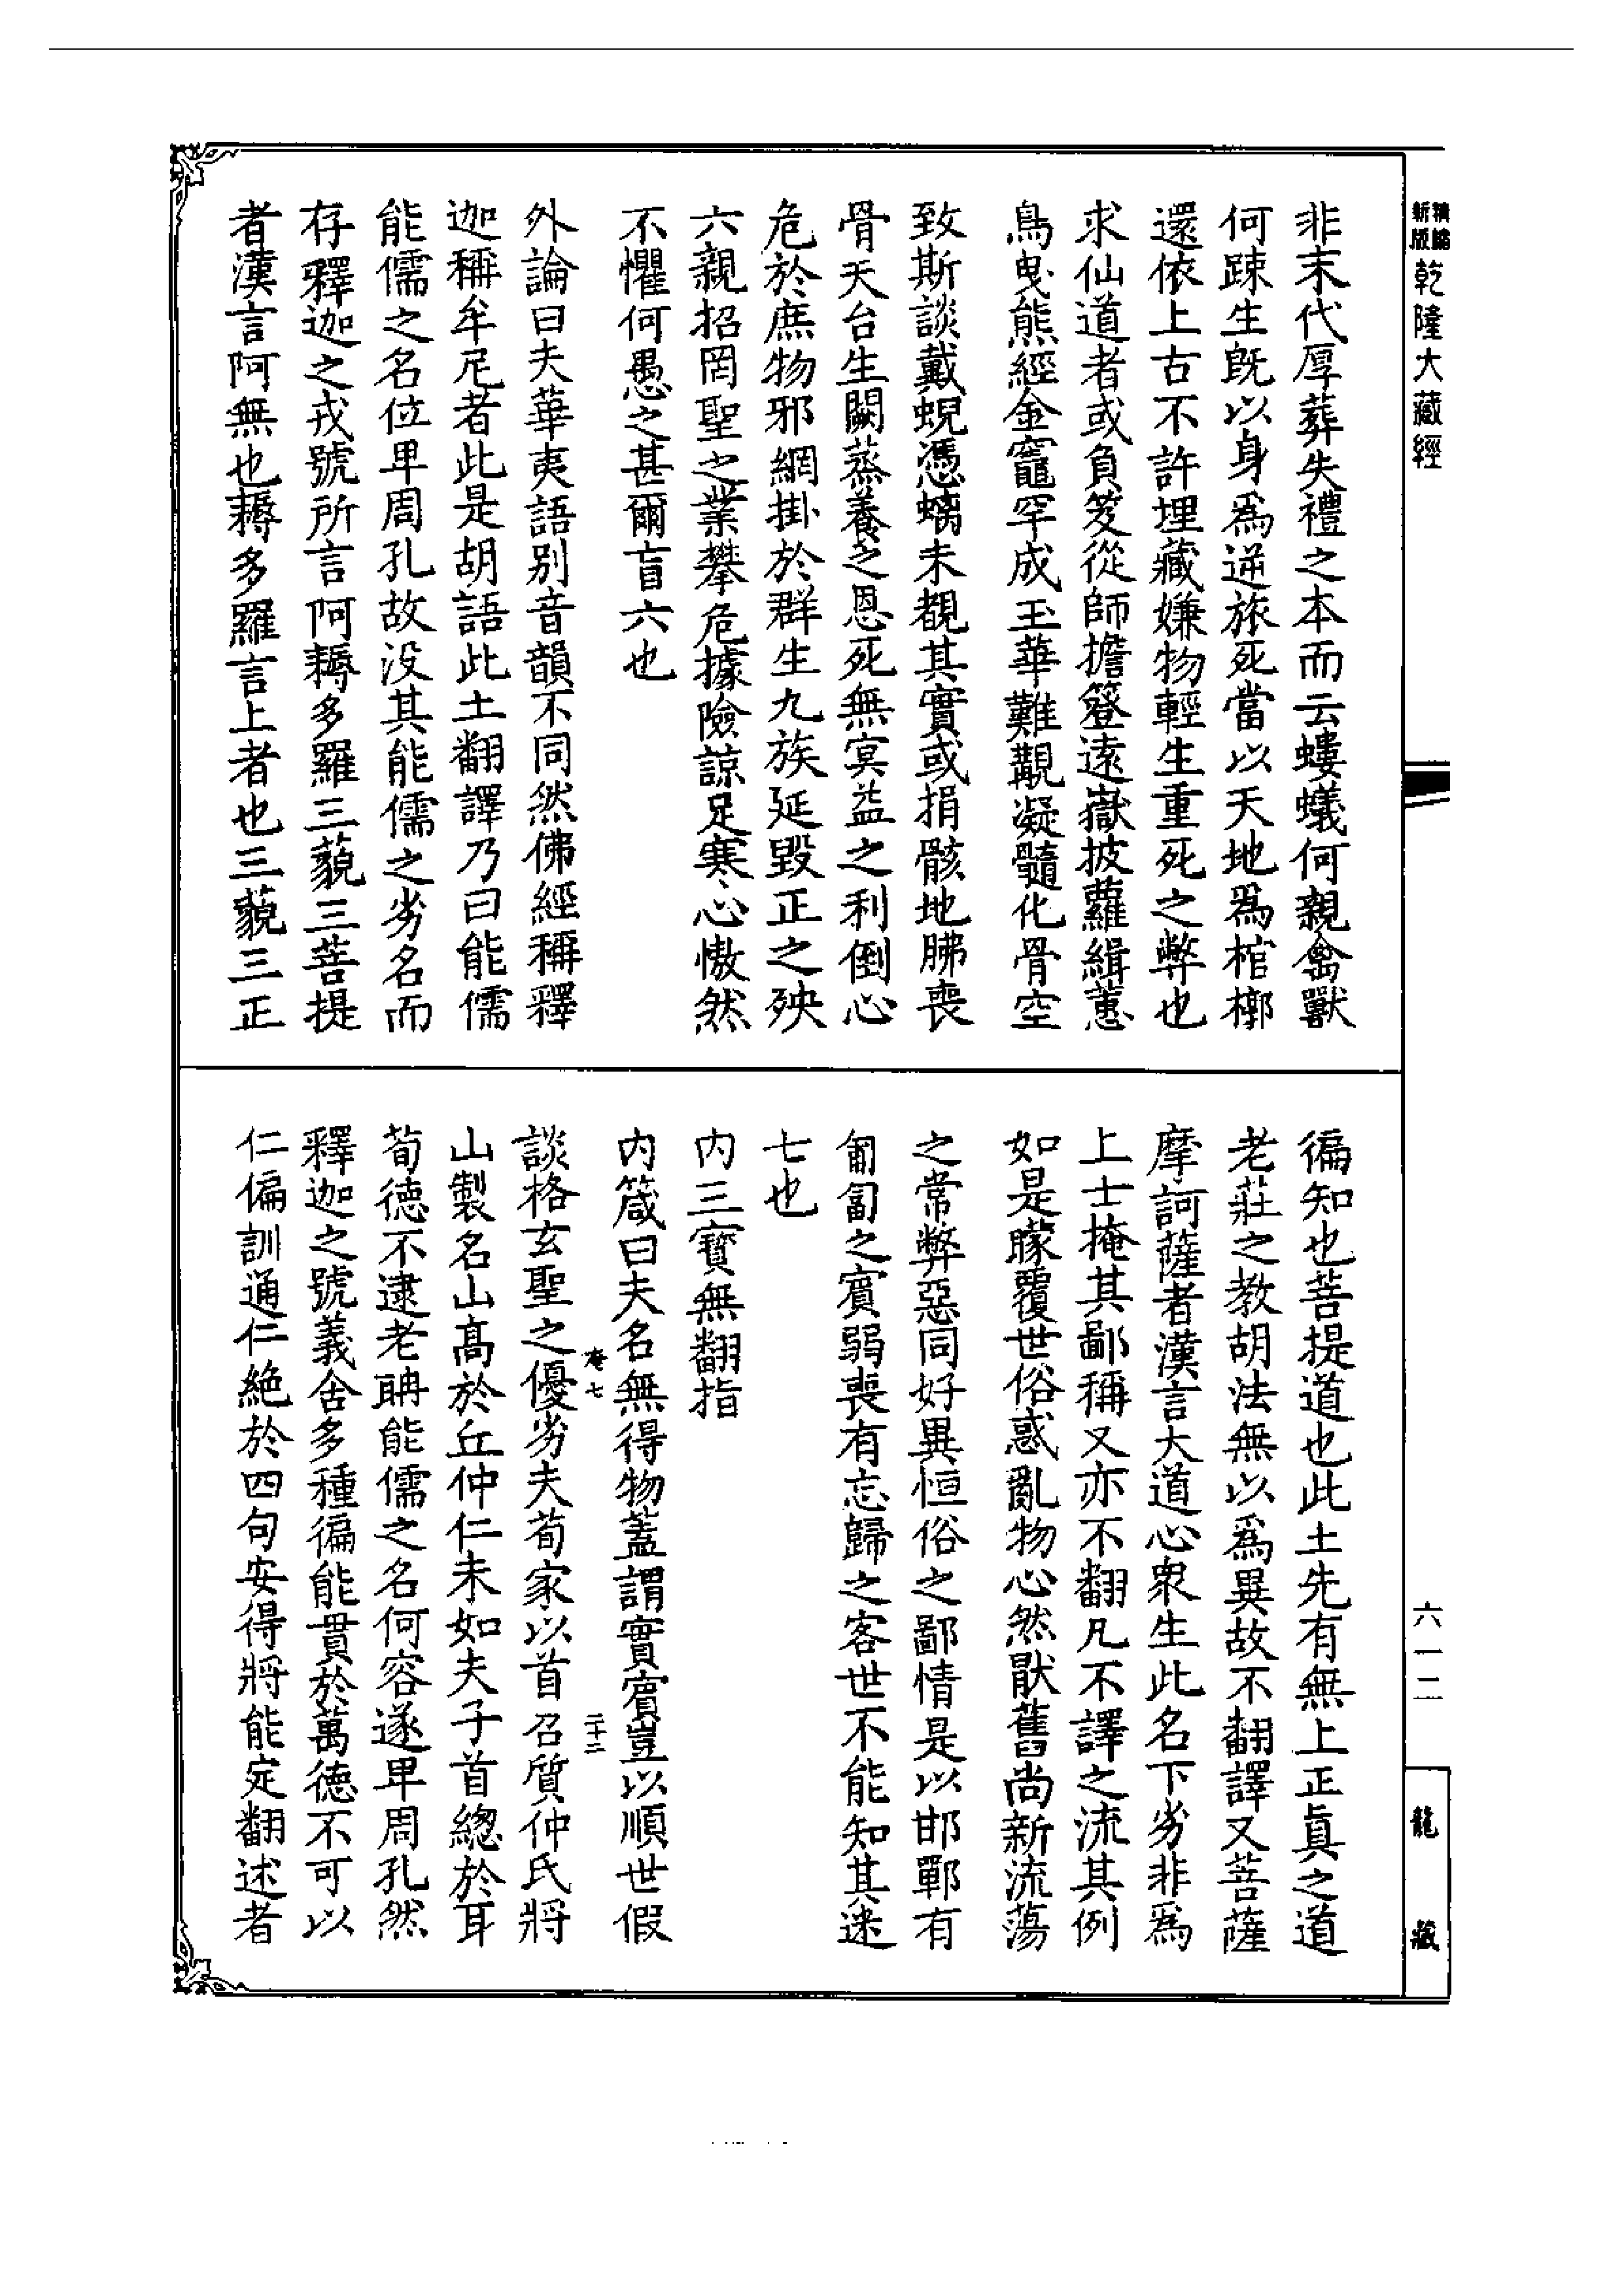 精縮新版乾隆大藏經
六一二
龍藏
非末代厚葬失禮之本而云螻蟻何親禽獸
何踈生既以身爲逆旅死當以天地爲棺槨
還依上古不許埋藏嫌物輕生重死之弊也
求仙道者或負笈從師擔簦遠嶽披蘿緝蕙
鳥曳熊經金竈罕成玉華難覯凝髓化骨空
致斯談戴蜺憑螭未覩其實或捐骸地胏喪
骨天台生闕蒸養之恩死無冥益之利倒心
危於庶物邪網掛於群生九族延毀正之殃
六親招罔聖之業攀危據險諒足寒心慠然
不懼何愚之甚爾盲六也
外論曰夫華夷語别音韻不同然佛經稱釋
迦稱牟尼者此是胡語此土翻譯乃曰能儒
能儒之名位卑周孔故没其能儒之劣名而
存釋迦之戎號所言阿耨多羅三藐三菩提
者漢言阿無也耨多羅言上者也三藐三正
徧知也菩提道也此土先有無上正眞之道
老莊之教胡法無以爲異故不翻譯又菩薩
摩訶薩者漢言大道心衆生此名下劣非爲
上士掩其鄙稱又亦不翻凡不譯之流其例
如是朦覆世俗惑亂物心然猒舊尚新流蕩
之常弊惡同好異恒俗之鄙情是以邯鄲有
匍匐之賓弱喪有忘歸之客世不能知其迷
七也
内三寶無翻指
内箴曰夫名無得物蓋謂實賓豈以順世假
卷七
二十二
談格玄聖之優劣夫荀家以首召質仲氏將
山製名山高於丘仲仁未如夫子首總於耳
荀德不逮老聃能儒之名何容遂卑周孔然
釋迦之號義含多種徧能貫於萬德不可以
仁偏訓通仁絶於四句安得將能定翻述者